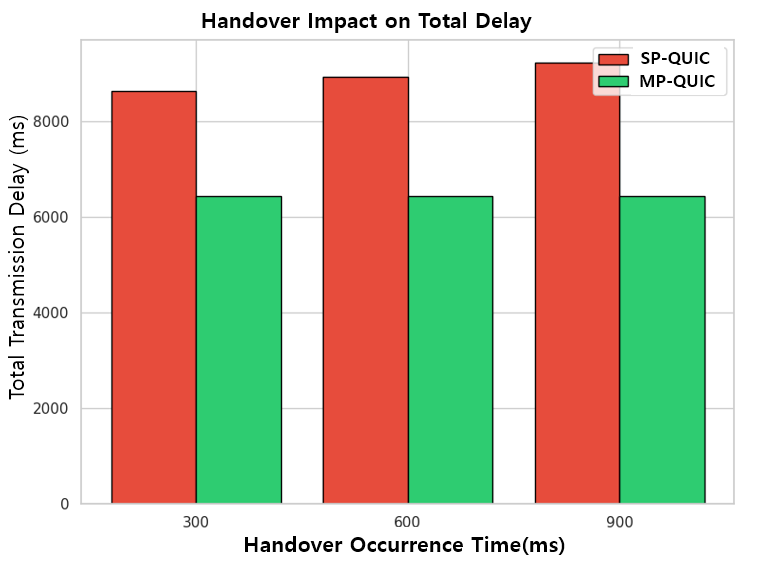 Handover Impact on Total Delay
SP-QUIC
MP-QUIC
Total Transmission Delay (ms)
8000
6000
4000
2000
0
300
600
900
Handover Occurrence Time(ms)